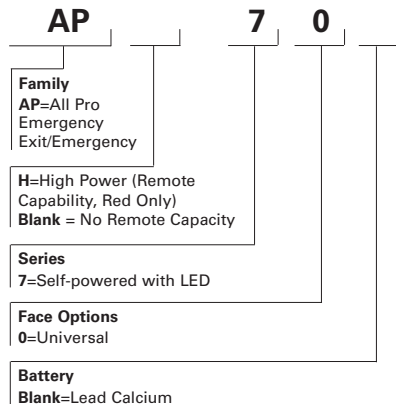 AP 7 0
Family
AP=All Pro
Emergency
Exit/Emergency
H=High Power (Remote
Capability, Red Only)
Blank = No Remote Capacity
Series
7=Self-powered with LED
Face Options
0=Universal
Battery
Blank=Lead Calcium